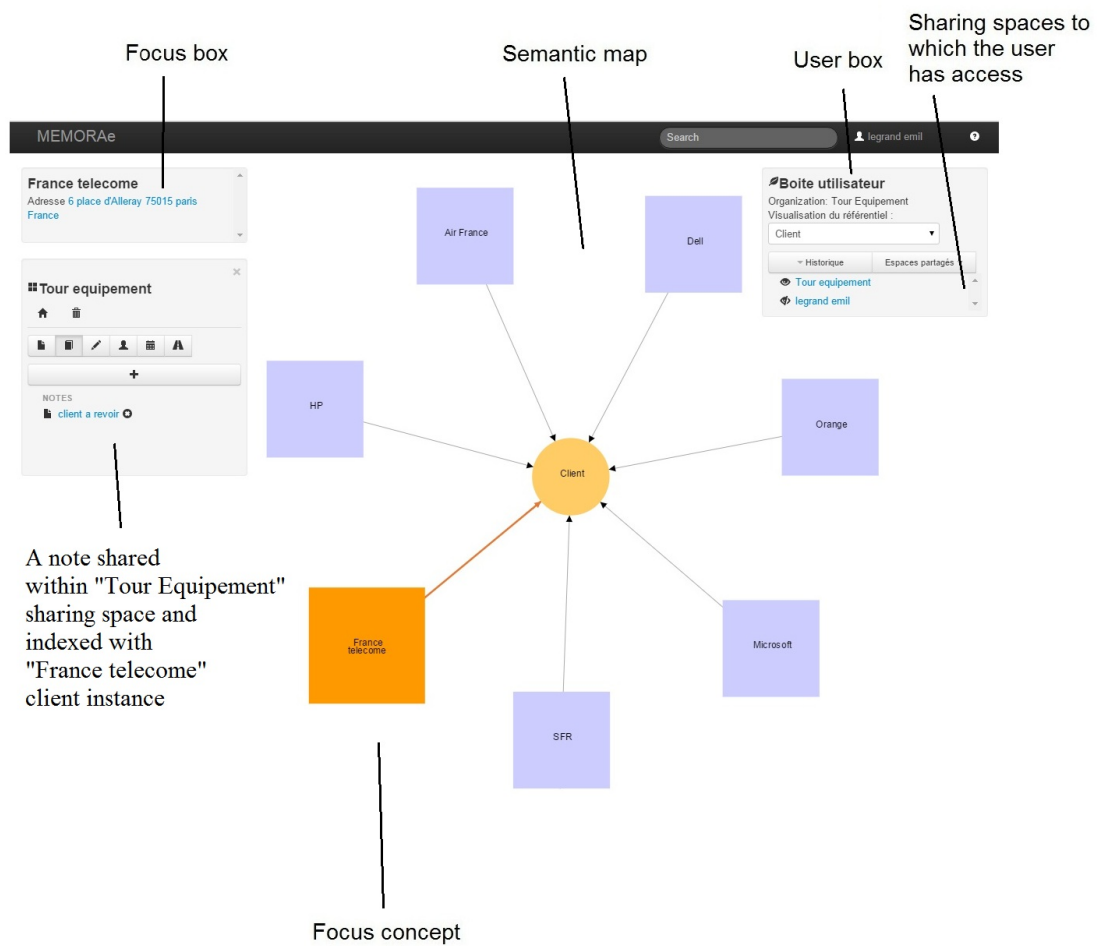 Sharing spaces to
which the user
has access
Focus box
Semantic map
User box
MEMORAe
Search
legrand emil
France telecome
Adresse 6 place d'Alleray 75015 paris
France
Boite utilisateur
Organization: Tour Equipement
Visualisation du référentiel :
Client
Historique
Espaces partagés
Tour equipement
legrand emil
Tour equipement
NOTES
client a revoir
Air France
Dell
HP
Orange
Client
France
telecome
Microsoft
SFR
A note shared
within "Tour Equipement"
sharing space and
indexed with
"France telecome"
client instance
Focus concept